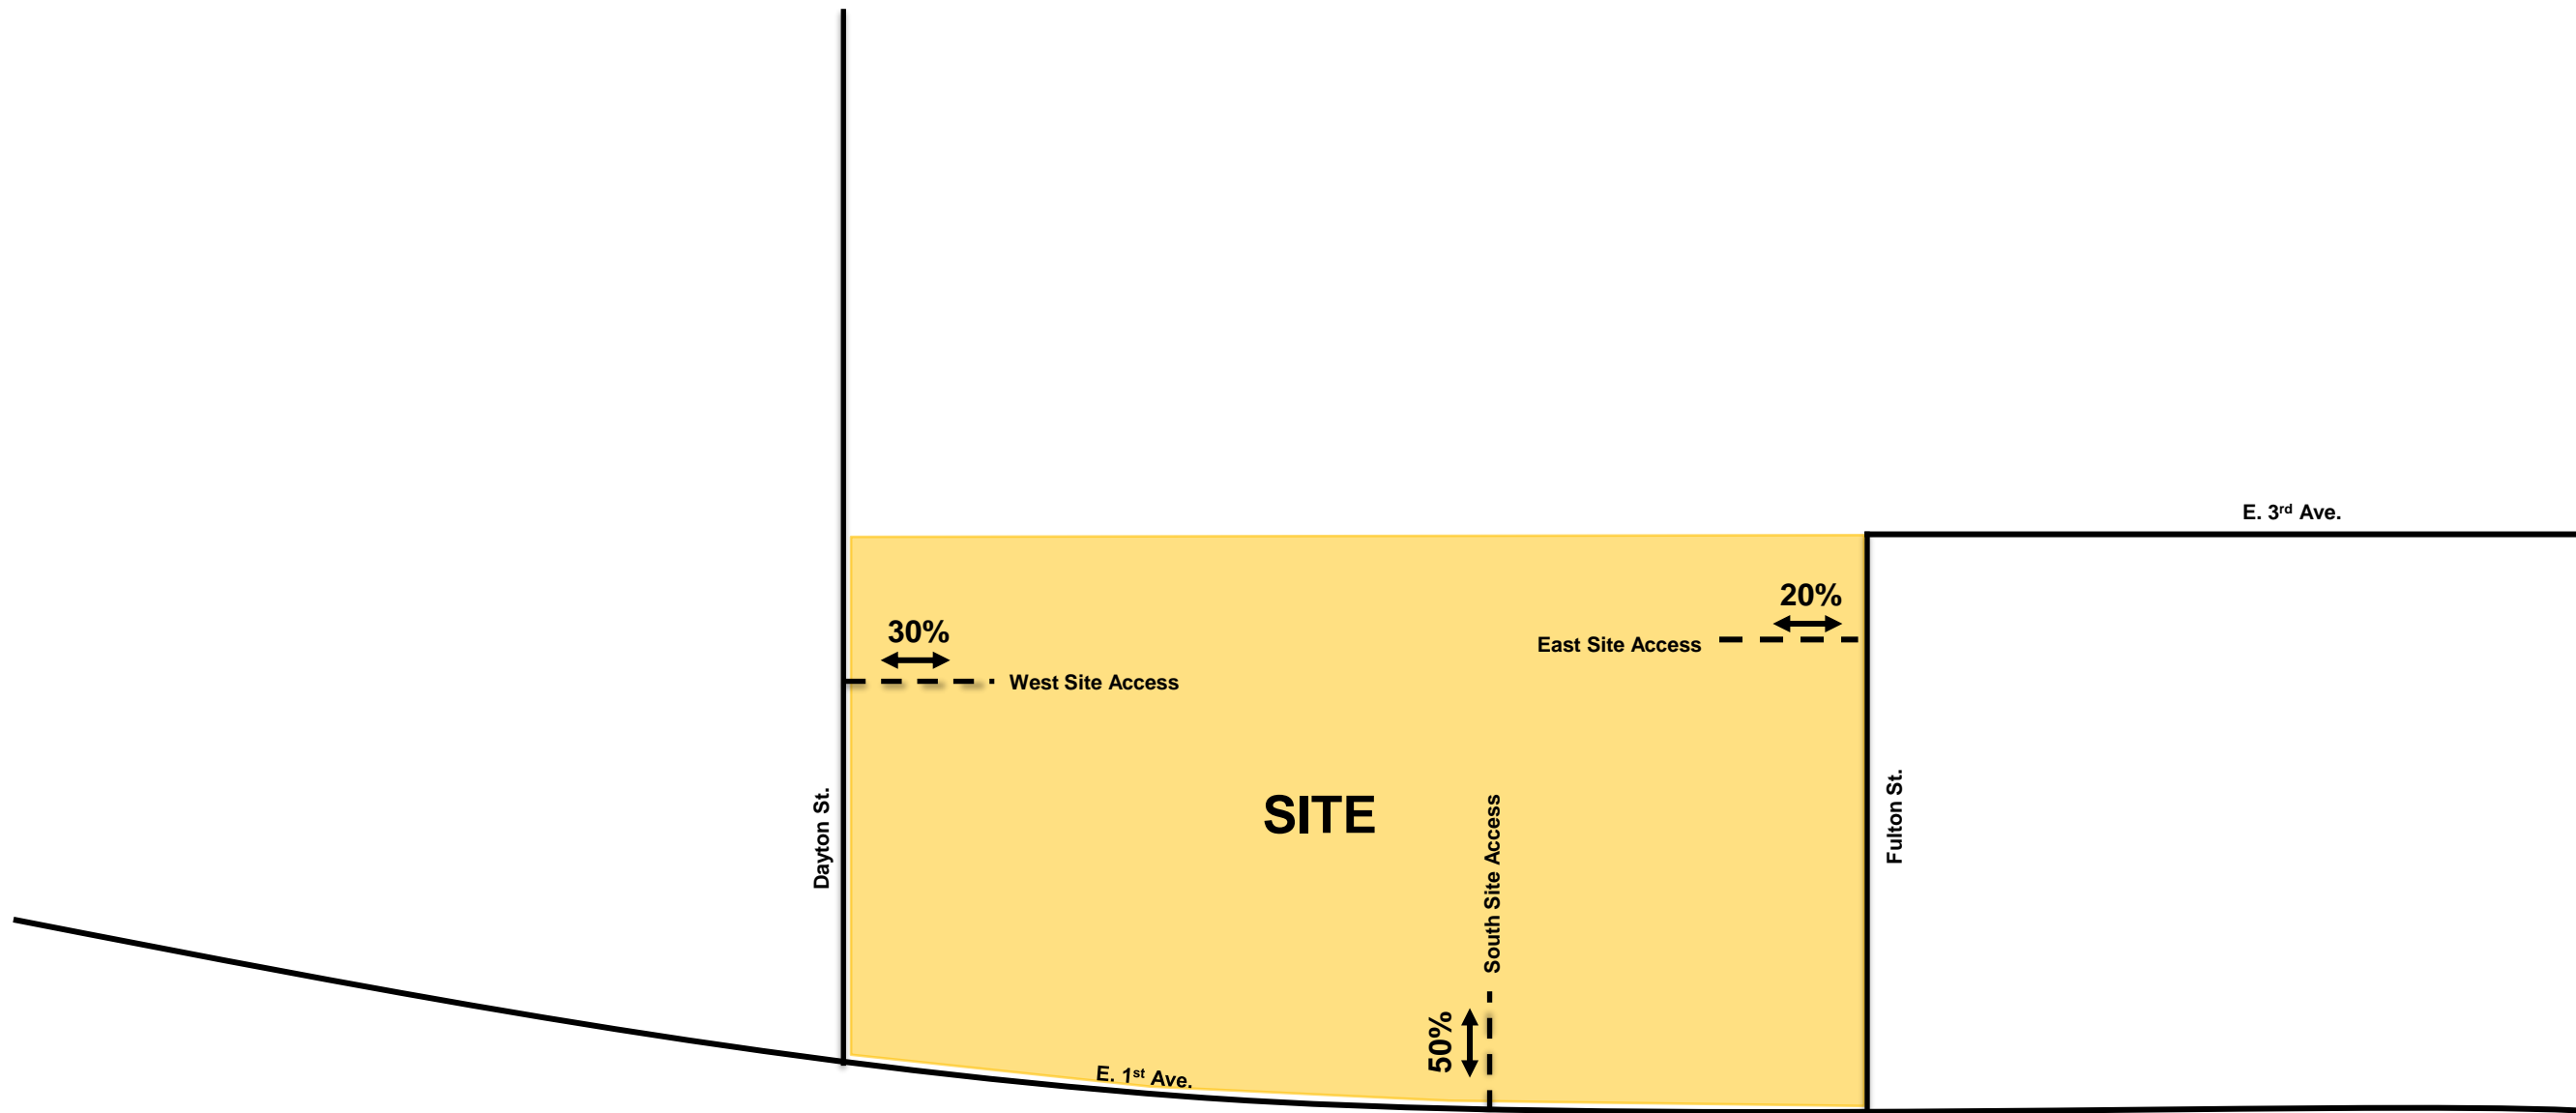 E. 3rd Ave.
20%
East Site Access
30%
West Site Access
SITE
Dayton St.
South Site Access
Fulton St.
50%
E. 1st Ave.